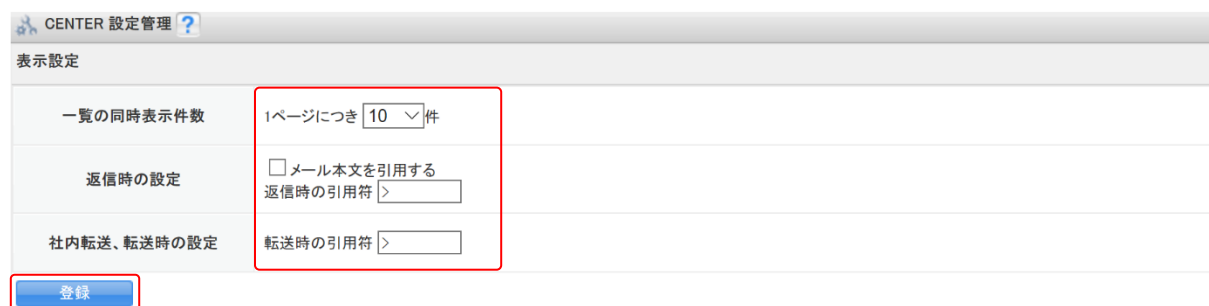 CENTER 設定管理 ?
表示設定
一覧の同時表示件数 1ページにつき 10 件
返信時の設定 メール本文を引用する
返信時の引用符 >
社内転送、転送時の設定 転送時の引用符 >
登録